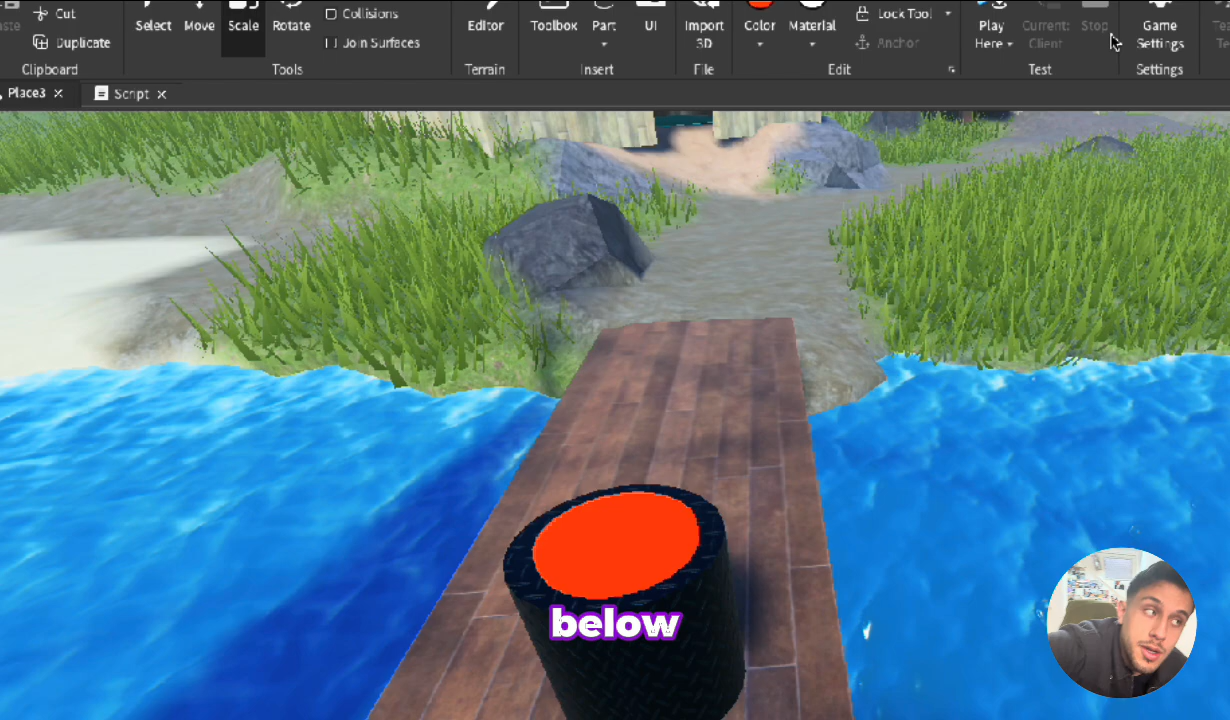 Cut
Duplicate
Clipboard
Select
Move
Scale
Rotate
Collisions
Join Surfaces
Tools
Editor
Terrain
Toolbox
Part
UI
Insert
Import
3D
File
Color
Material
Lock Tool
Anchor
Edit
Play
Here
Current:
Client
Stop
Test
Game
Settings
Settings
Place3
Script
below